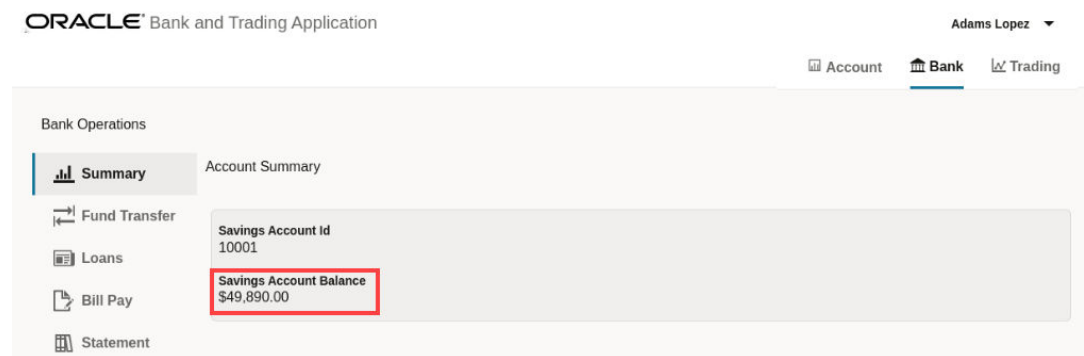 ORACLE Bank and Trading Application
Adams Lopez
Account
Bank
Trading
Bank Operations
Summary
Account Summary
Fund Transfer
Savings Account Id
10001
Loans
Savings Account Balance
$49,890.00
Bill Pay
Statement